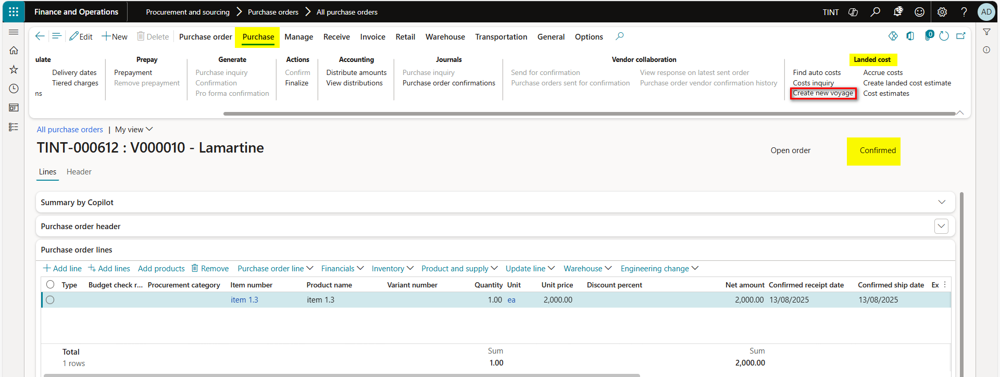 Finance and Operations
Procurement and sourcing > Purchase orders > All purchase orders
TINT
33
AD
Edit
New
Delete
Purchase order
Purchase
Manage
Receive
Invoice
Retail
Warehouse
Transportation
General
Options
0
ulate
Delivery dates
Tiered charges
ns
Prepay
Prepayment
Remove prepayment
Generate
Purchase inquiry
Confirmation
Pro forma confirmation
Actions
Confirm
Finalize
Accounting
Distribute amounts
View distributions
Journals
Purchase inquiry
Purchase order confirmations
Vendor collaboration
Send for confirmation
Purchase orders sent for confirmation
View response on latest sent order
Purchase order vendor confirmation history
Landed cost
Find auto costs
Costs inquiry
Create new voyage
Accrue costs
Create landed cost estimate
Cost estimates
All purchase orders | My view
TINT-000612 : V000010 - Lamartine
Open order
Confirmed
Lines
Header
Summary by Copilot
Purchase order header
Purchase order lines
Add line
Add lines
Add products
Remove
Purchase order line
Financials
Inventory
Product and supply
Update line
Warehouse
Engineering change
Type Budget check r... Procurement category Item number Product name Variant number Quantity Unit Unit price Discount percent Net amount Confirmed receipt date Confirmed ship date Ex
item 1.3 item 1.3 1.00 ea 2,000.00 2,000.00 13/08/2025 13/08/2025
Total Sum Sum
1 rows 1.00 2,000.00